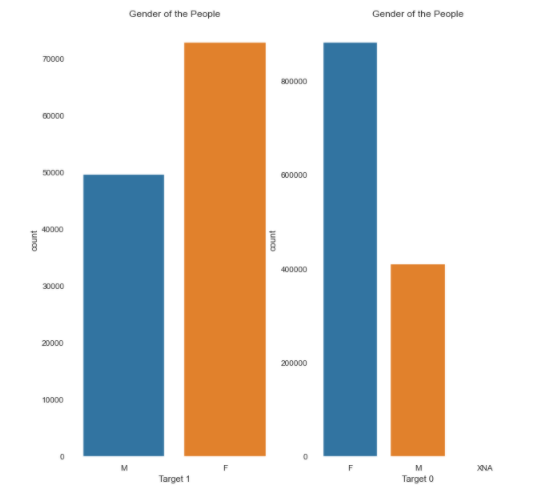 Gender of the People
70000
60000
50000
40000
30000
20000
10000
0
count
M F
Target 1
Gender of the People
800000
600000
400000
200000
0
count
F M XNA
Target 0